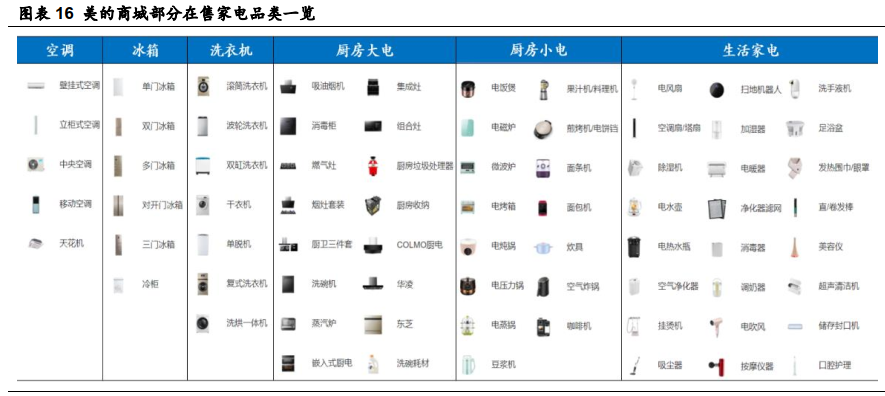 图表 16 美的商城部分在售家电品类一览
空调 冰箱 洗衣机 厨房大电 厨房小电 生活家电
壁挂式空调 单门冰箱 滚筒洗衣机 吸油烟机 集成灶 电饭煲 果汁机/料理机 电风扇 扫地机器人 洗手液机
立柜式空调 双门冰箱 波轮洗衣机 消毒柜 组合灶 电磁炉 煎烤机/电饼铛 空调扇/塔扇 加湿器 足浴盆
中央空调 多门冰箱 双缸洗衣机 燃气灶 厨房垃圾处理器 微波炉 面条机 除湿机 电暖器 发热围巾/眼罩
移动空调 对开门冰箱 干衣机 烟灶套装 厨房收纳 电烤箱 面包机 电水壶 净化器滤网 直/卷发棒
天花机 三门冰箱 单脱机 厨卫三件套 COLMO厨电 电炖锅 炊具 电热水瓶 消毒器 美容仪
冷柜 复式洗衣机 洗碗机 华凌 电压力锅 空气炸锅 空气净化器 调奶器 超声清洁机
洗烘一体机 蒸汽炉 东芝 电蒸锅 咖啡机 挂烫机 电吹风 储存封口机
嵌入式厨电 洗碗耗材 豆浆机 吸尘器 按摩仪器 口腔护理